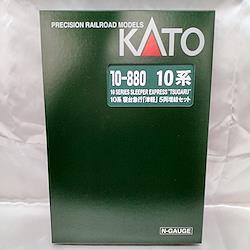 PRECISION RAILROAD MODELS
KATO
10-880 10系
10 SERIES SLEEPER EXPRESS "TSUGARU"
10系 寝台急行「津軽」 5両増結セット
N-GAUGE